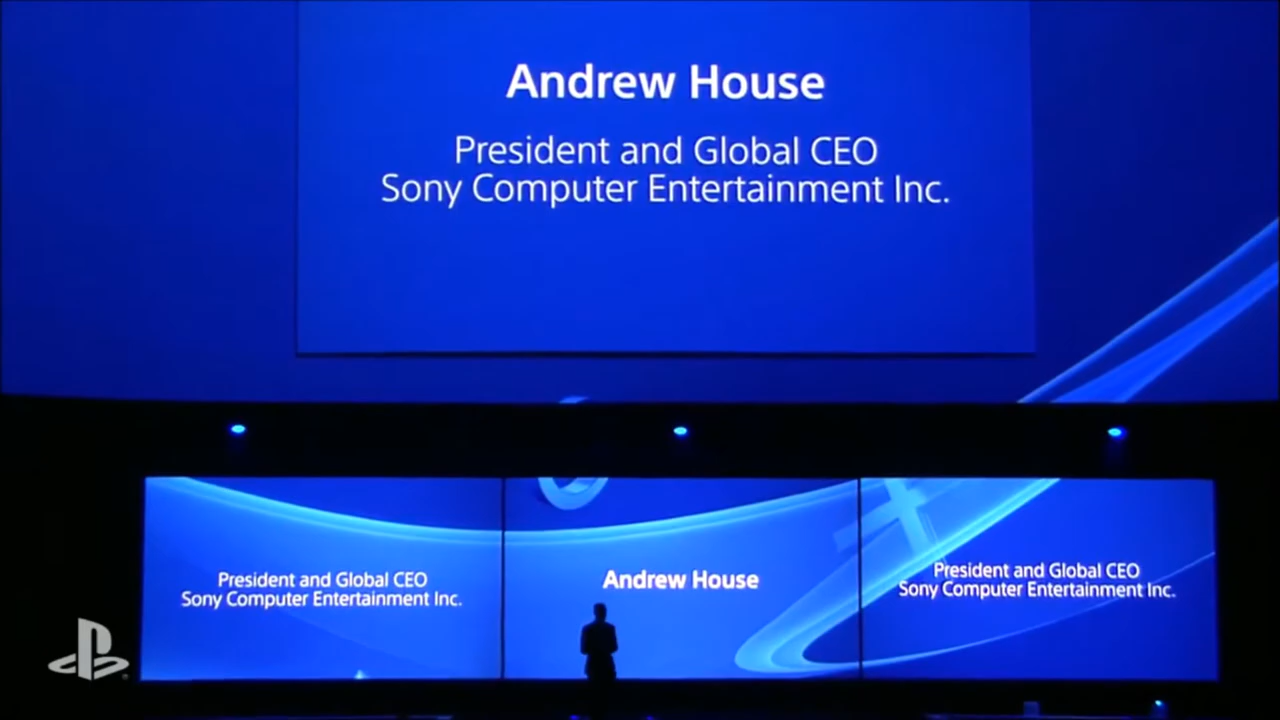 Andrew House
President and Global CEO
Sony Computer Entertainment Inc.
President and Global CEO
Sony Computer Entertainment Inc.
Andrew House
President and Global CEO
Sony Computer Entertainment Inc.